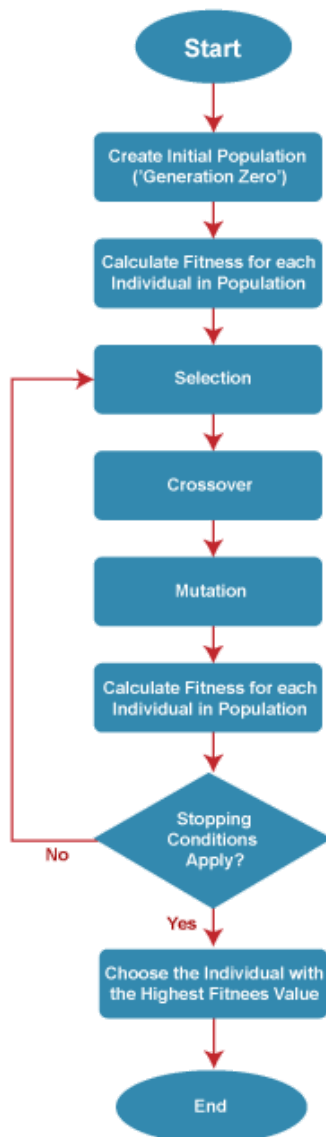 Start
Create Initial Population
('Generation Zero')
Calculate Fitness for each
Individual in Population
Selection
Crossover
Mutation
Calculate Fitness for each
Individual in Population
Stopping
Conditions
Apply?
No
Yes
Choose the Individual with
the Highest Fitnees Value
End